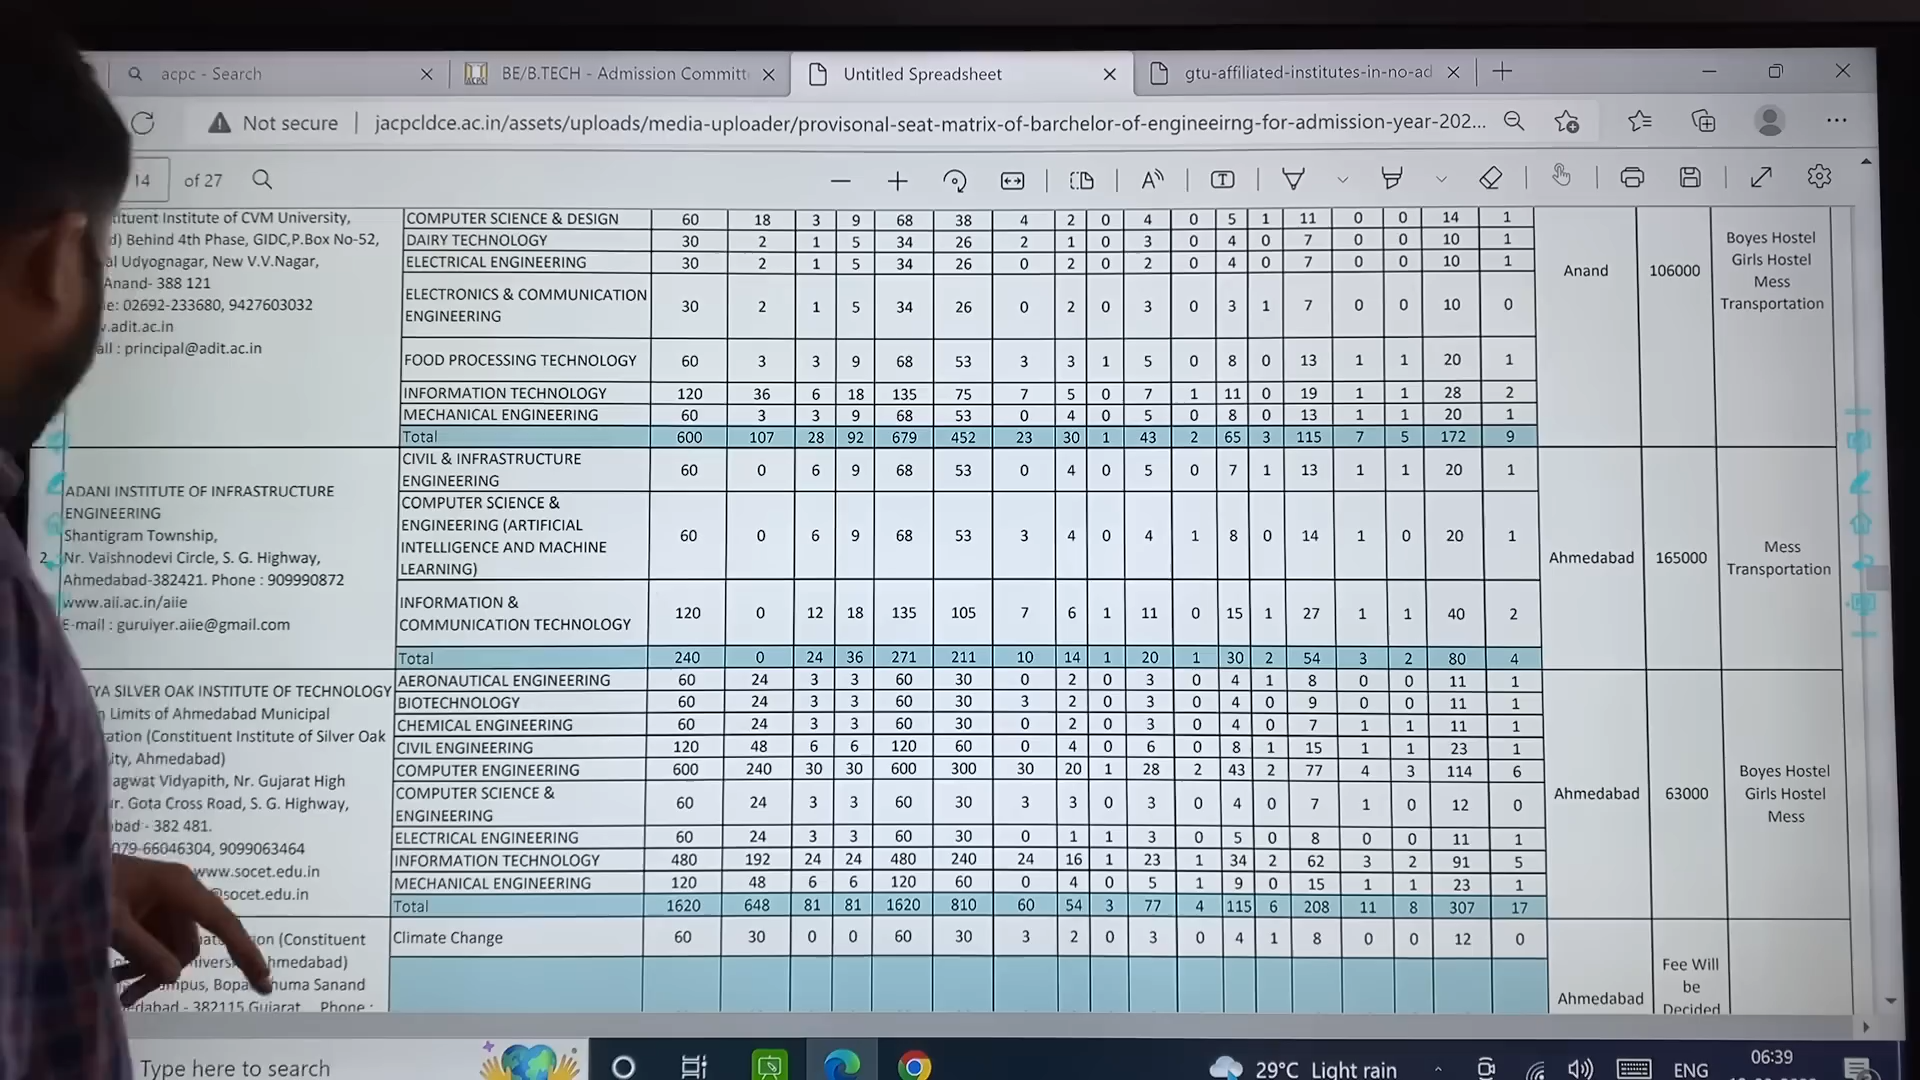 acpc - Search
BE/B.TECH - Admission Committ
Untitled Spreadsheet
gtu-affiliated-institutes-in-no-ad
Not secure
jacpcldce.ac.in/assets/uploads/media-uploader/provisonal-seat-matrix-of-barchelor-of-engineeirng-for-admission-year-202...
14 of 27
Institute of CVM University,
Behind 4th Phase, GIDC,P.Box No-52,
Udyognagar, New V.V.Nagar,
Anand- 388 121
02692-233680, 9427603032
.adit.ac.in
: principal@adit.ac.in
COMPUTER SCIENCE & DESIGN 60 18 3 9 68 38 4 2 0 4 0 5 1 11 0 0 14 1
DAIRY TECHNOLOGY 30 2 1 5 34 26 2 1 0 3 0 4 0 7 0 0 10 1
ELECTRICAL ENGINEERING 30 2 1 5 34 26 0 2 0 2 0 4 0 7 0 0 10 1
ELECTRONICS & COMMUNICATION
ENGINEERING 30 2 1 5 34 26 0 2 0 3 0 3 1 7 0 0 10 0
FOOD PROCESSING TECHNOLOGY 60 3 3 9 68 53 3 3 1 5 0 8 0 13 1 1 20 1
INFORMATION TECHNOLOGY 120 36 6 18 135 75 7 5 0 7 1 11 0 19 1 1 28 2
MECHANICAL ENGINEERING 60 3 3 9 68 53 0 4 0 5 0 8 0 13 1 1 20 1
Total 600 107 28 92 679 452 23 30 1 43 2 65 3 115 7 5 172 9
Anand
106000
Boyes Hostel
Girls Hostel
Mess
Transportation
2
ADANI INSTITUTE OF INFRASTRUCTURE
ENGINEERING
Shantigram Township,
Nr. Vaishnodevi Circle, S. G. Highway,
Ahmedabad-382421. Phone : 909990872
www.aii.ac.in/aiie
E-mail : guruiyer.aiie@gmail.com
CIVIL & INFRASTRUCTURE
ENGINEERING 60 0 6 9 68 53 0 4 0 5 0 7 1 13 1 1 20 1
COMPUTER SCIENCE &
ENGINEERING (ARTIFICIAL
INTELLIGENCE AND MACHINE
LEARNING) 60 0 6 9 68 53 3 4 0 4 1 8 0 14 1 0 20 1
INFORMATION &
COMMUNICATION TECHNOLOGY 120 0 12 18 135 105 7 6 1 11 0 15 1 27 1 1 40 2
Total 240 0 24 36 271 211 10 14 1 20 1 30 2 54 3 2 80 4
Ahmedabad
165000
Mess
Transportation
SILVER OAK INSTITUTE OF TECHNOLOGY
Limits of Ahmedabad Municipal
(Constituent Institute of Silver Oak
Ahmedabad)
Vidyapith, Nr. Gujarat High
Gota Cross Road, S. G. Highway,
- 382 481.
079-66046304, 9099063464
www.socet.edu.in
@socet.edu.in
AERONAUTICAL ENGINEERING 60 24 3 3 60 30 0 2 0 3 0 4 1 8 0 0 11 1
BIOTECHNOLOGY 60 24 3 3 60 30 3 2 0 3 0 4 0 9 0 0 11 1
CHEMICAL ENGINEERING 60 24 3 3 60 30 0 2 0 3 0 4 0 7 1 1 11 1
CIVIL ENGINEERING 120 48 6 6 120 60 0 4 0 6 0 8 1 15 1 1 23 1
COMPUTER ENGINEERING 600 240 30 30 600 300 30 20 1 28 2 43 2 77 4 3 114 6
COMPUTER SCIENCE &
ENGINEERING 60 24 3 3 60 30 3 3 0 3 0 4 0 7 1 0 12 0
ELECTRICAL ENGINEERING 60 24 3 3 60 30 0 1 1 3 0 5 0 8 0 0 11 1
INFORMATION TECHNOLOGY 480 192 24 24 480 240 24 16 1 23 1 34 2 62 3 2 91 5
MECHANICAL ENGINEERING 120 48 6 6 120 60 0 4 0 5 1 9 0 15 1 1 23 1
Total 1620 648 81 81 1620 810 60 54 3 77 4 115 6 208 11 8 307 17
Ahmedabad
63000
Boyes Hostel
Girls Hostel
Mess
(Constituent
hmedabad)
Sanand
- 382115 Gujarat. Phone :
Climate Change 60 30 0 0 60 30 3 2 0 3 0 4 1 8 0 0 12 0
Ahmedabad
Fee Will
be
Decided
Type here to search
29°C Light rain
ENG
06:39